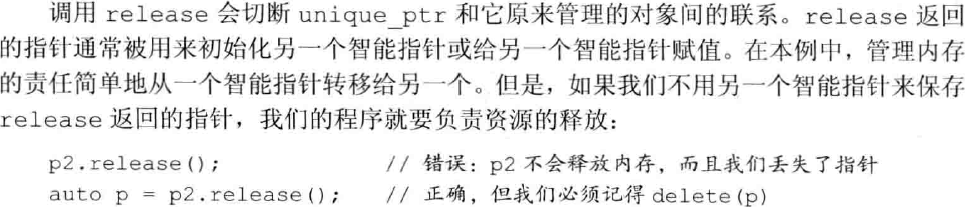 调用 release 会切断 unique_ptr 和它原来管理的对象间的联系。release 返回
的指针通常被用来初始化另一个智能指针或给另一个智能指针赋值。在本例中，管理内存
的责任简单地从一个智能指针转移给另一个。但是，如果我们不用另一个智能指针来保存
release 返回的指针，我们的程序就要负责资源的释放：
p2.release(); // 错误：p2 不会释放内存，而且我们丢失了指针
auto p = p2.release(); // 正确，但我们必须记得 delete(p)